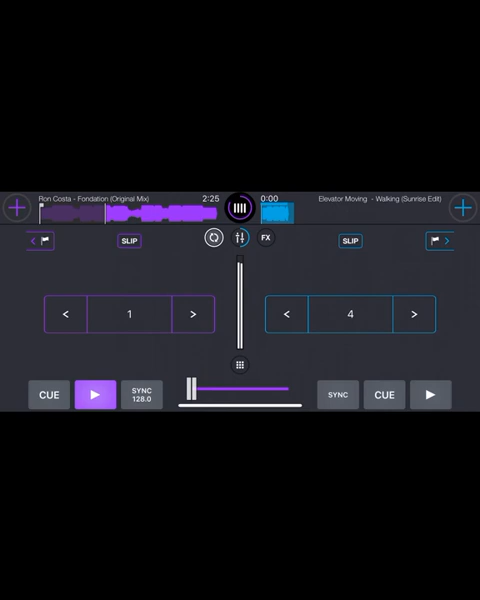 Ron Costa - Fondation (Original Mix) 2:25
0:00 Elevator Moving - Walking (Sunrise Edit)
SLIP
FX
SLIP
< 1 >
< 4 >
CUE
SYNC
128.0
SYNC
CUE